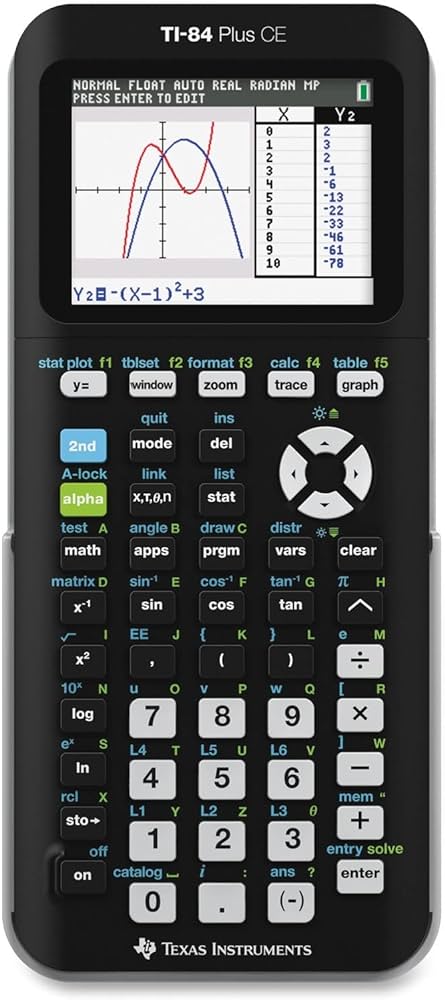 TI-84 Plus CE
NORMAL FLOAT AUTO REAL RADIAN MP
PRESS ENTER TO EDIT
X Y₂
0 2
1 3
2 2
3 -1
4 -6
5 -13
6 -22
7 -33
8 -46
9 -61
10 -78
Y₂=-(X-1)²+3
stat plot f1 tblset f2 format f3 calc f4 table f5
y= window zoom trace graph
quit ins
2nd mode del
A-lock link list
alpha X,T,θ,n stat
test A angle B draw C distr
math apps prgm vars clear
matrix D sin⁻¹ E cos⁻¹ F tan⁻¹ G π H
x⁻¹ sin cos tan ^
√ I EE J { K } L e M
x² , ( ) ÷
10ˣ N u O v P w Q [ R
log 7 8 9 ×
eˣ S L4 T L5 U L6 V ] W
ln 4 5 6 −
rcl X L1 Y L2 Z L3 θ mem "
sto→ 1 2 3 +
off catalog ⎵ i : ans ? entry solve
on 0 . (-) enter
TEXAS INSTRUMENTS